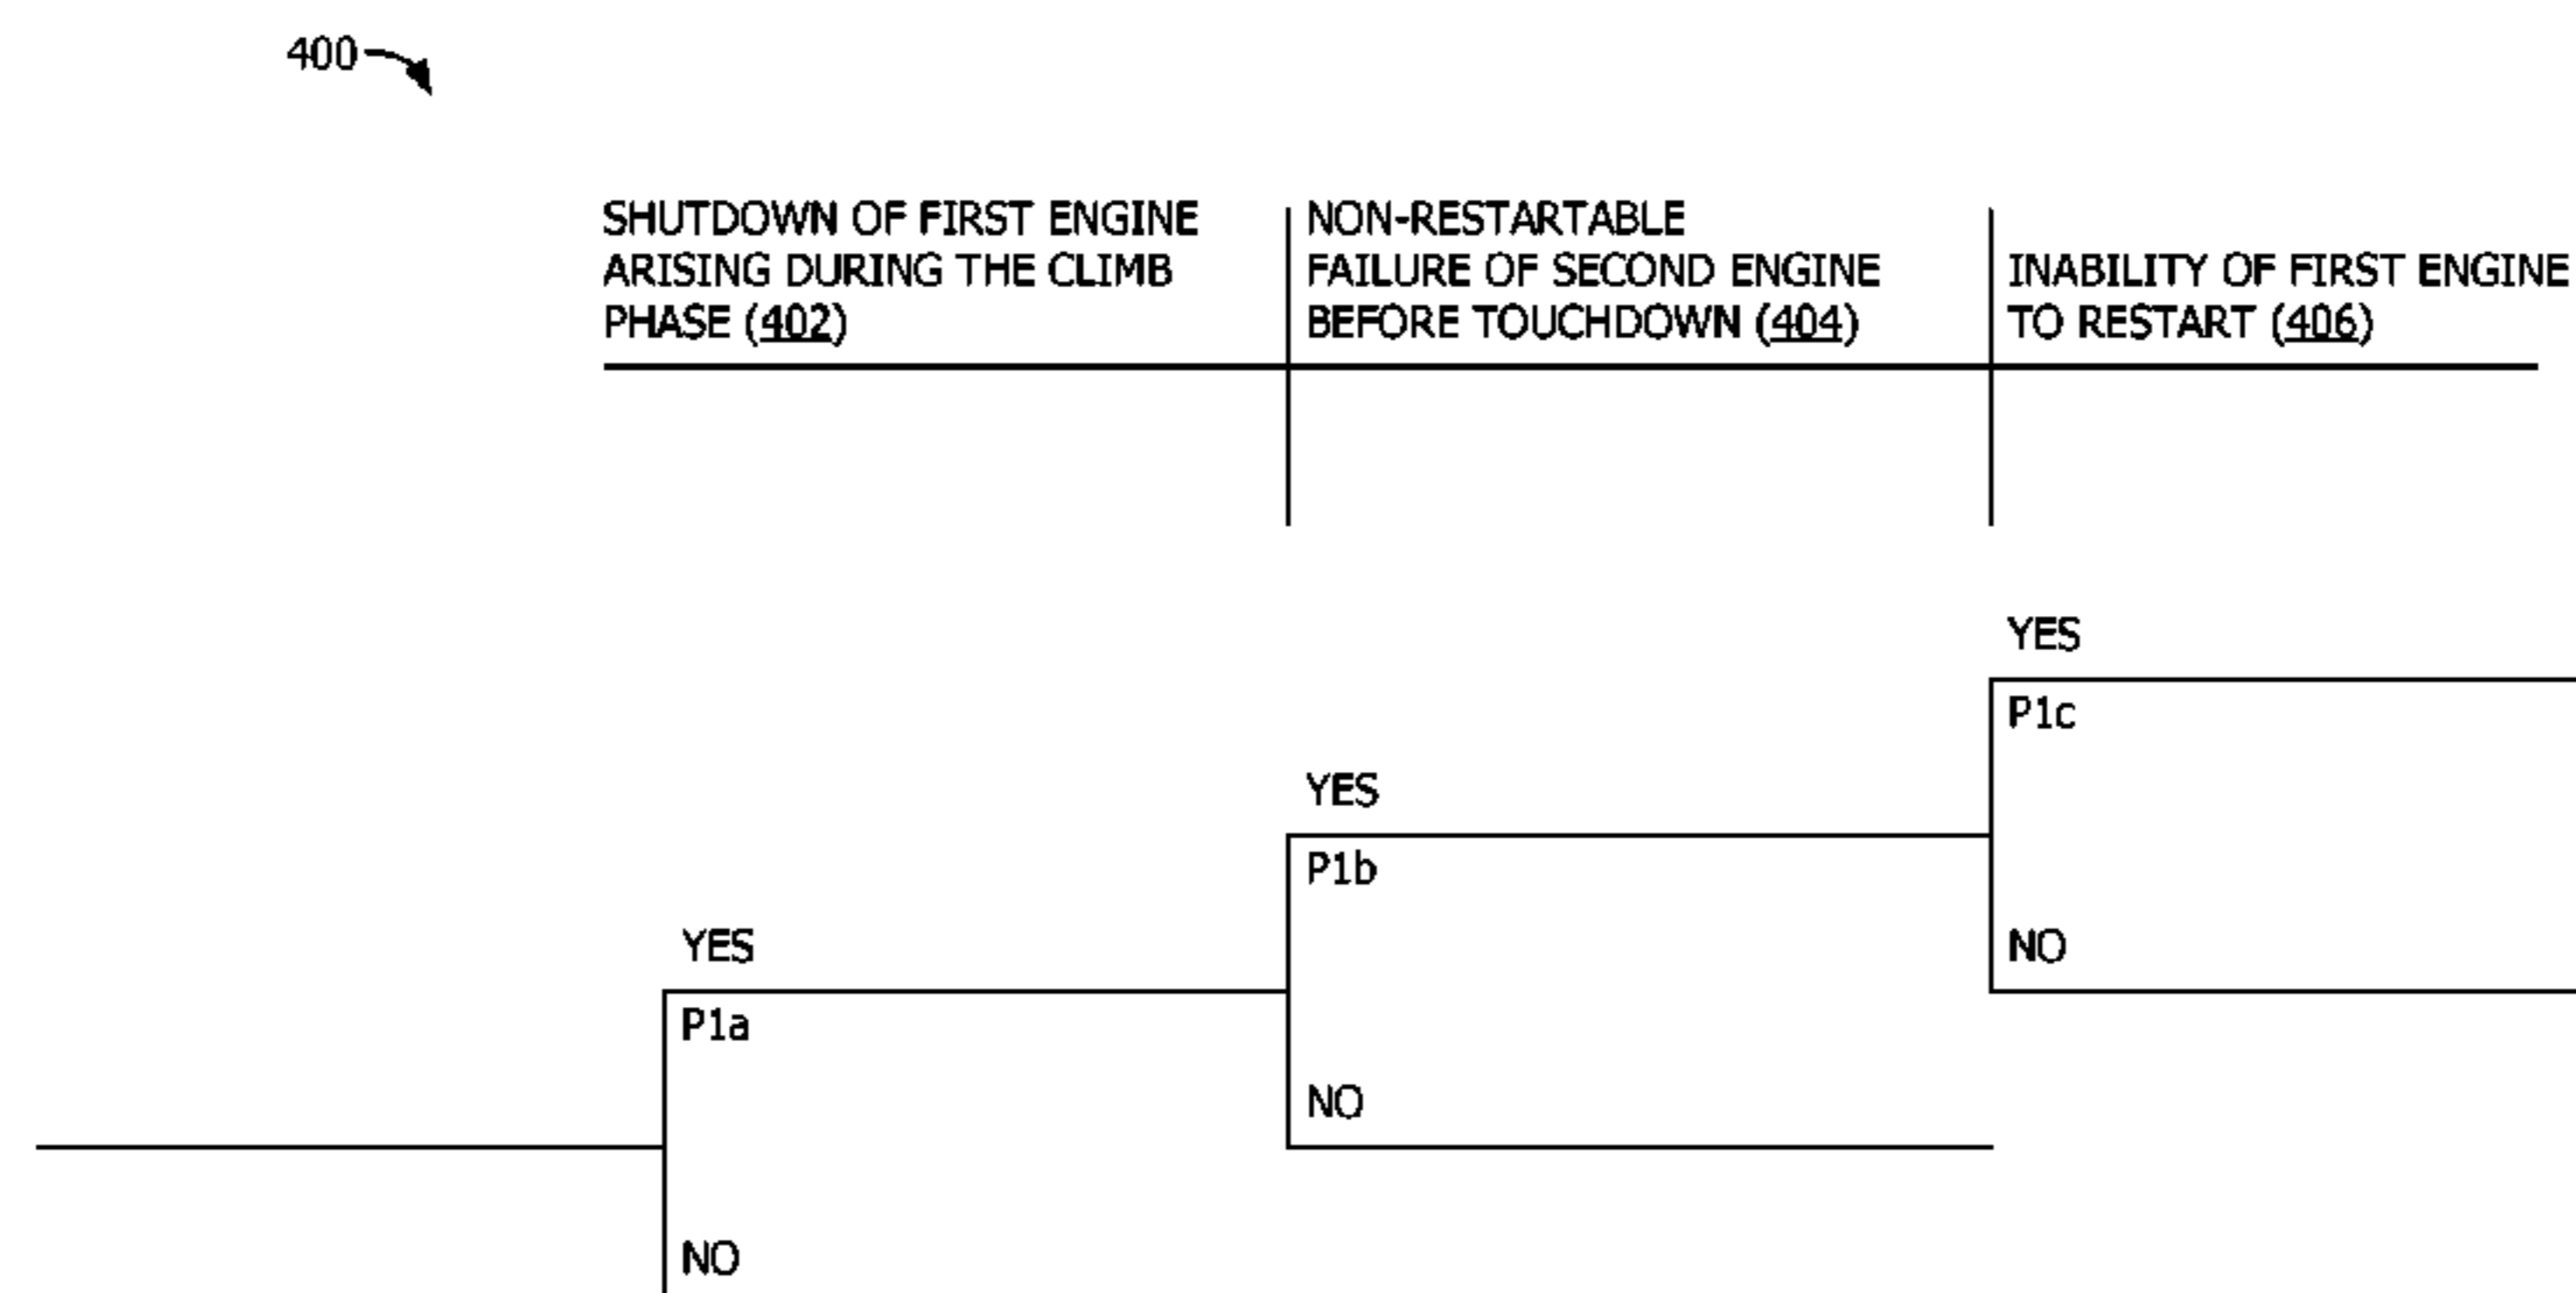 400
SHUTDOWN OF FIRST ENGINE
ARISING DURING THE CLIMB
PHASE (402)
NON-RESTARTABLE
FAILURE OF SECOND ENGINE
BEFORE TOUCHDOWN (404)
INABILITY OF FIRST ENGINE
TO RESTART (406)
YES
P1c
NO
YES
P1b
NO
YES
P1a
NO